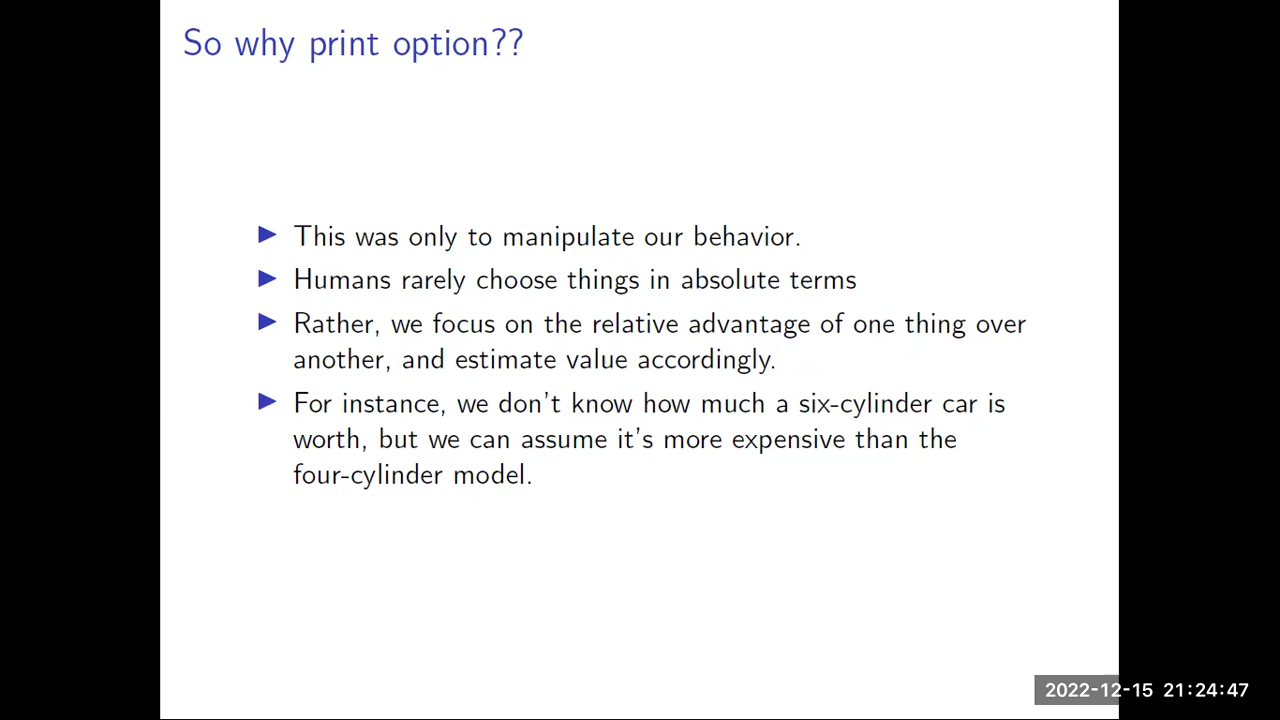 So why print option??
This was only to manipulate our behavior.
Humans rarely choose things in absolute terms
Rather, we focus on the relative advantage of one thing over
another, and estimate value accordingly.
For instance, we don't know how much a six-cylinder car is
worth, but we can assume it's more expensive than the
four-cylinder model.
2022-12-15 21:24:47